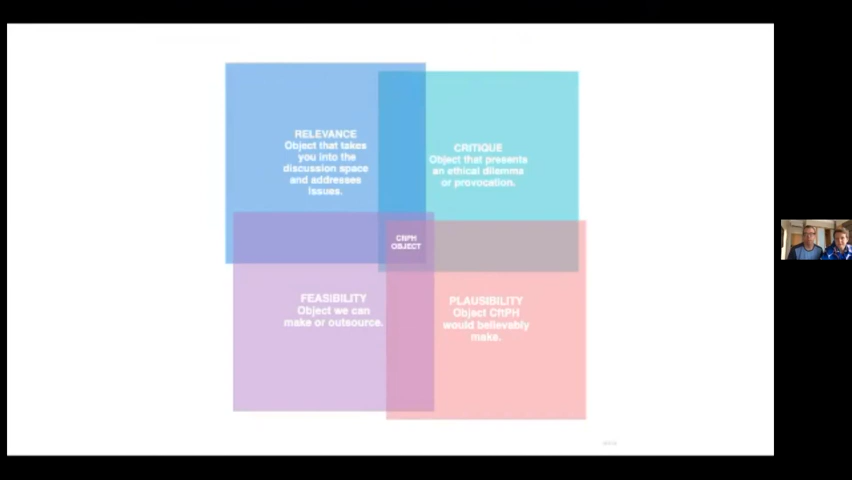 RELEVANCE
Object that takes
you into the
discussion space
and addresses
issues.
CRITIQUE
Object that presents
an ethical dilemma
or provocation.
CftPH
OBJECT
FEASIBILITY
Object we can
make or outsource.
PLAUSIBILITY
Object CftPH
would believably
make.